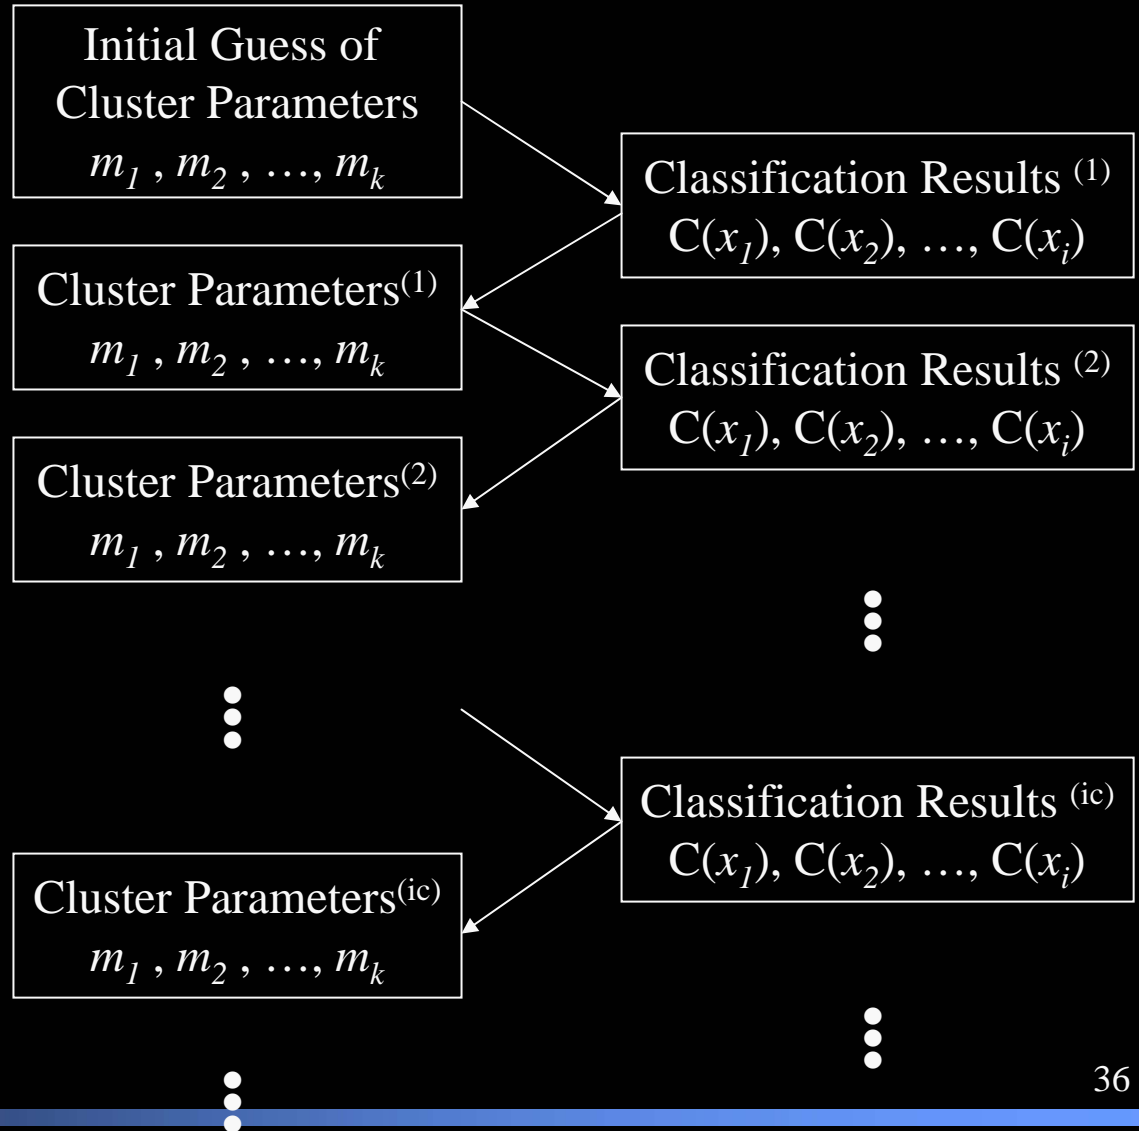 Initial Guess of
Cluster Parameters
m₁ , m₂ , …, mₖ
Classification Results ⁽¹⁾
C(x₁), C(x₂), …, C(xᵢ)
Cluster Parameters⁽¹⁾
m₁ , m₂ , …, mₖ
Classification Results ⁽²⁾
C(x₁), C(x₂), …, C(xᵢ)
Cluster Parameters⁽²⁾
m₁ , m₂ , …, mₖ
Classification Results ⁽ⁱᶜ⁾
C(x₁), C(x₂), …, C(xᵢ)
Cluster Parameters⁽ⁱᶜ⁾
m₁ , m₂ , …, mₖ
36